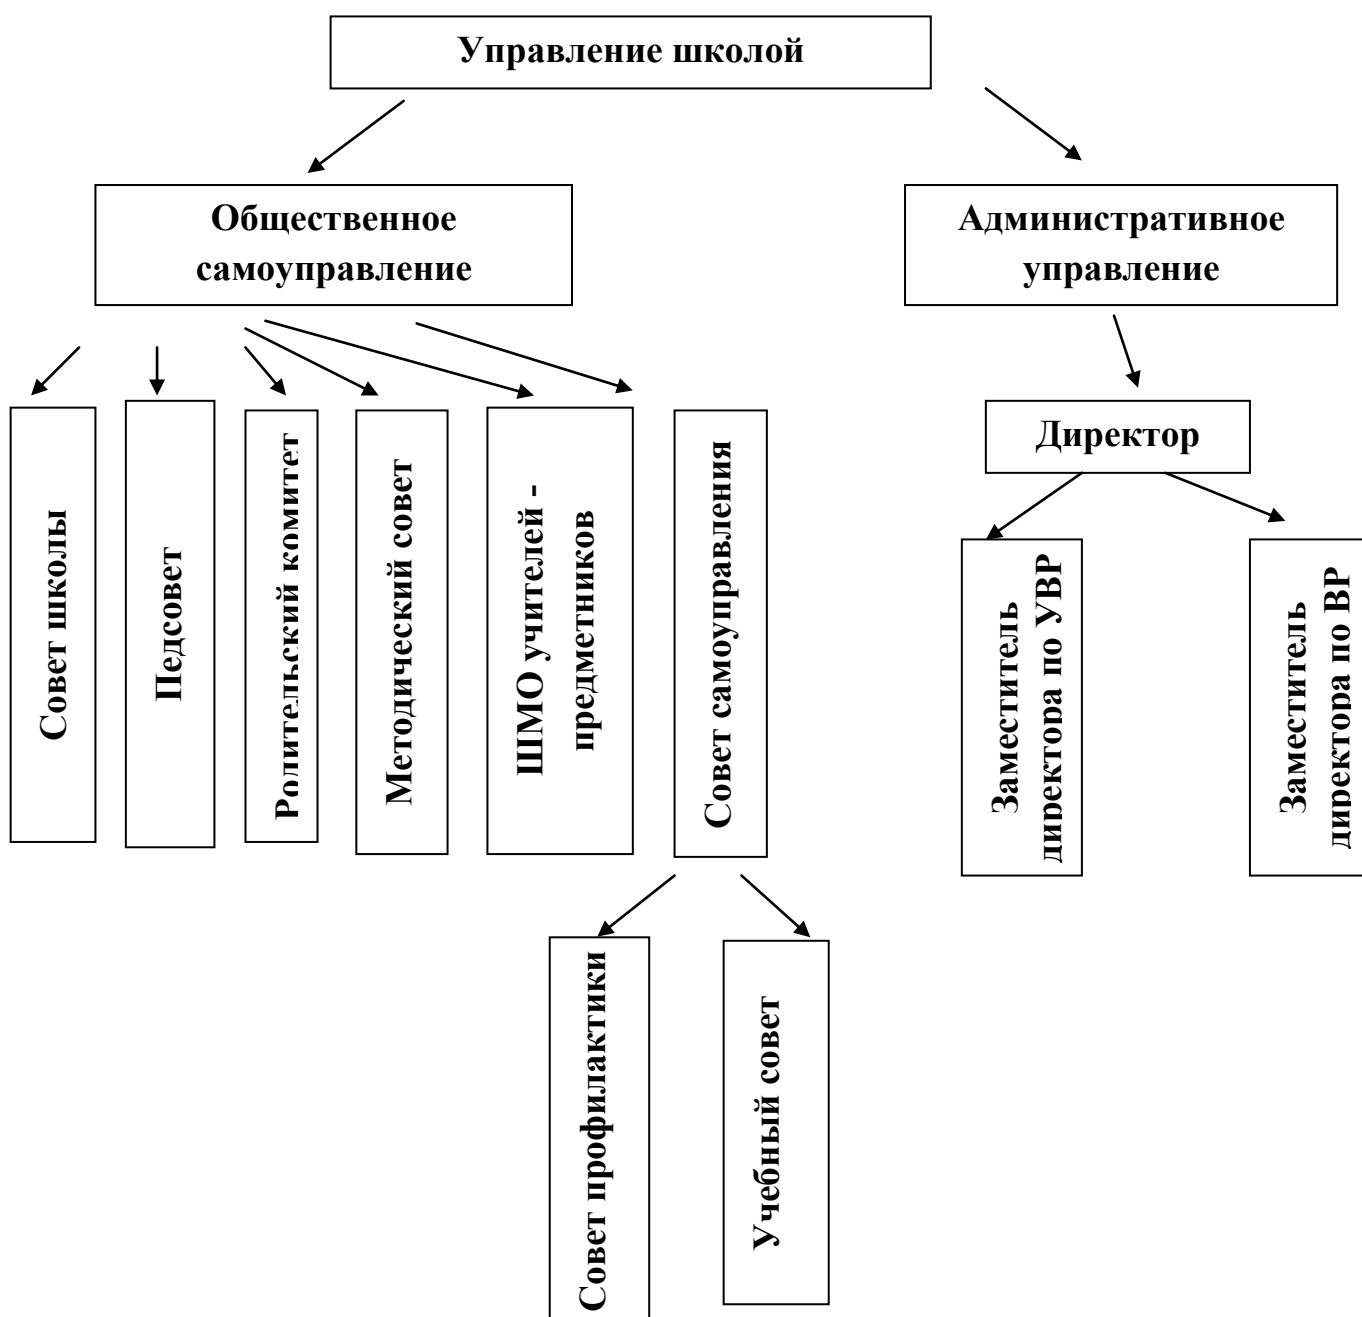 Управление школой
Общественное
самоуправление
Административное
управление
Директор
Совет школы
Педсовет
Родительский комитет
Методический совет
ШМО учителей -
предметников
Совет самоуправления
Заместитель
директора по УВР
Заместитель
директора по ВР
Совет профилактики
Учебный совет